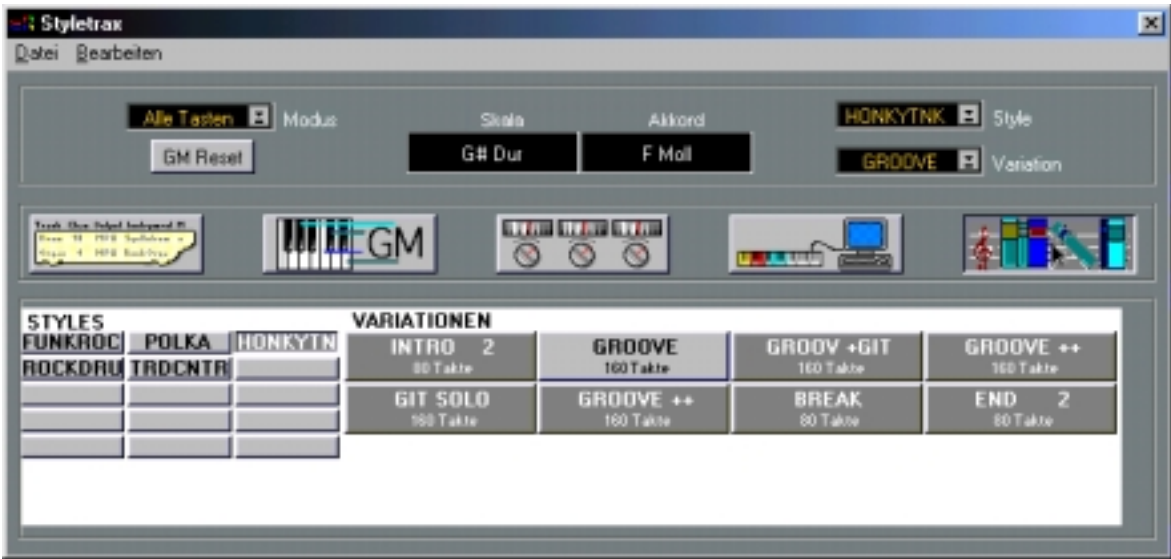 Styletrax
Datei Bearbeiten
Alle Tasten Modus Skala Akkord HONKYTNK Style
GM Reset G# Dur F Moll GROOVE Variation
GM
STYLES VARIATIONEN
FUNKROC POLKA HONKYTN INTRO 2 GROOVE GROOV +GIT GROOVE ++
80 Takte 160 Takte 160 Takte 160 Takte
ROCKDRU TRDCNTR
GIT SOLO GROOVE ++ BREAK END 2
160 Takte 160 Takte 80 Takte 80 Takte